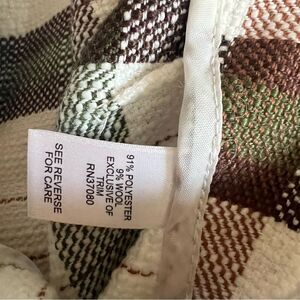 91% POLYESTER
9% WOOL
EXCLUSIVE OF
TRIM
RN37080
SEE REVERSE
FOR CARE